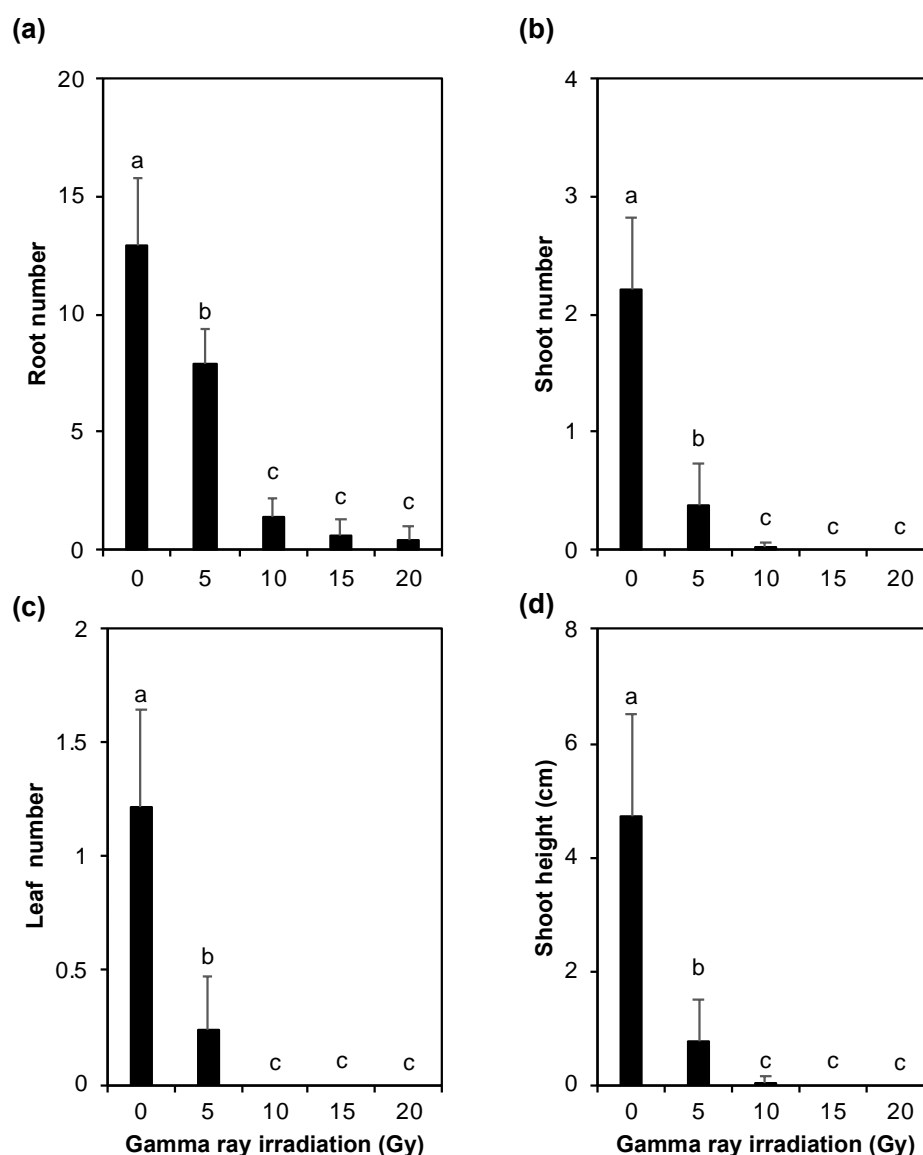 (a)
20
15
10
5
0
Root number
a
b
c
c
c
0 5 10 15 20
(b)
4
3
2
1
0
Shoot number
a
b
c
c
c
0 5 10 15 20
(c)
2
1.5
1
0.5
0
Leaf number
a
b
c
c
c
0 5 10 15 20
Gamma ray irradiation (Gy)
(d)
8
6
4
2
0
Shoot height (cm)
a
b
c
c
c
0 5 10 15 20
Gamma ray irradiation (Gy)